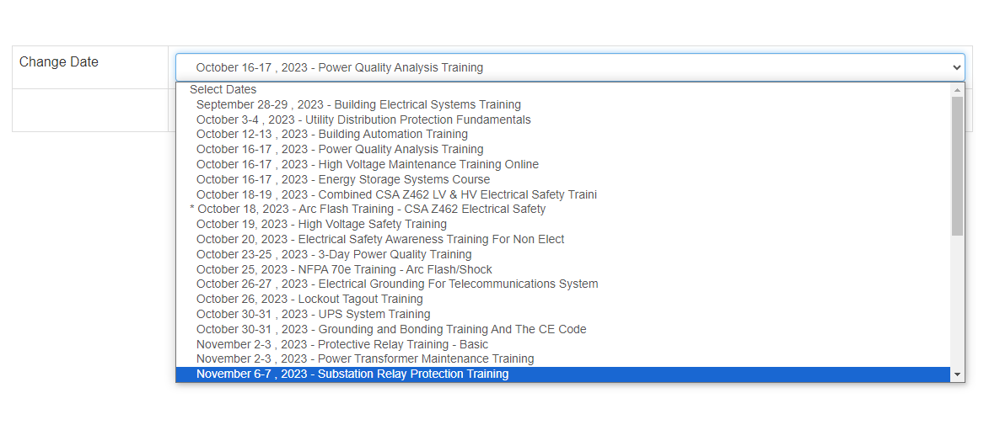 Change Date
October 16-17 , 2023 - Power Quality Analysis Training
Select Dates
September 28-29 , 2023 - Building Electrical Systems Training
October 3-4 , 2023 - Utility Distribution Protection Fundamentals
October 12-13 , 2023 - Building Automation Training
October 16-17 , 2023 - Power Quality Analysis Training
October 16-17 , 2023 - High Voltage Maintenance Training Online
October 16-17 , 2023 - Energy Storage Systems Course
October 18-19 , 2023 - Combined CSA Z462 LV & HV Electrical Safety Traini
* October 18, 2023 - Arc Flash Training - CSA Z462 Electrical Safety
October 19, 2023 - High Voltage Safety Training
October 20, 2023 - Electrical Safety Awareness Training For Non Elect
October 23-25 , 2023 - 3-Day Power Quality Training
October 25, 2023 - NFPA 70e Training - Arc Flash/Shock
October 26-27 , 2023 - Electrical Grounding For Telecommunications System
October 26, 2023 - Lockout Tagout Training
October 30-31 , 2023 - UPS System Training
October 30-31 , 2023 - Grounding and Bonding Training And The CE Code
November 2-3 , 2023 - Protective Relay Training - Basic
November 2-3 , 2023 - Power Transformer Maintenance Training
November 6-7 , 2023 - Substation Relay Protection Training